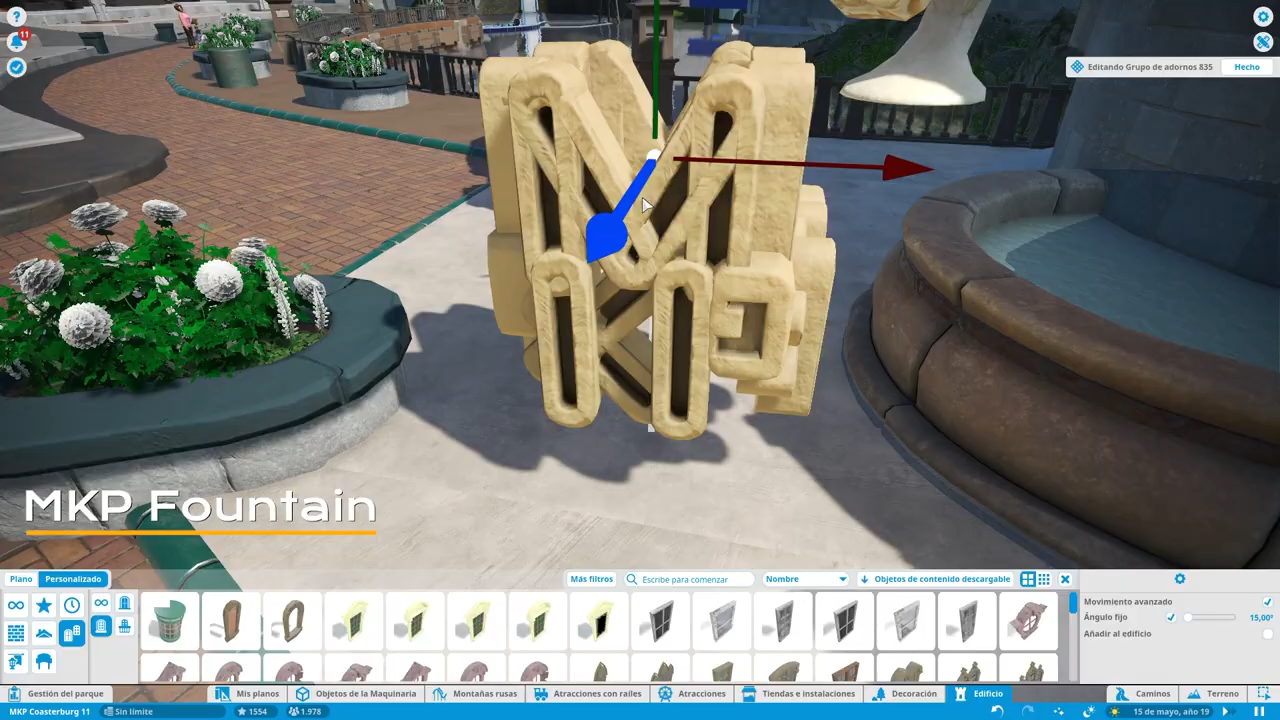 11
Editando Grupo de adornos 835
Hecho
MKP Fountain
Plano
Personalizado
Más filtros
Escribe para comenzar
Nombre
Objetos de contenido descargable
Movimiento avanzado
Ángulo fijo
15,00º
Añadir al edificio
Gestión del parque
Mis planos
Objetos de la Maquinaria
Montañas rusas
Atracciones con raíles
Atracciones
Tiendas e instalaciones
Decoración
Edificio
Caminos
Terreno
MKP Coasterburg 11
Sin límite
1554
1.978
15 de mayo, año 19